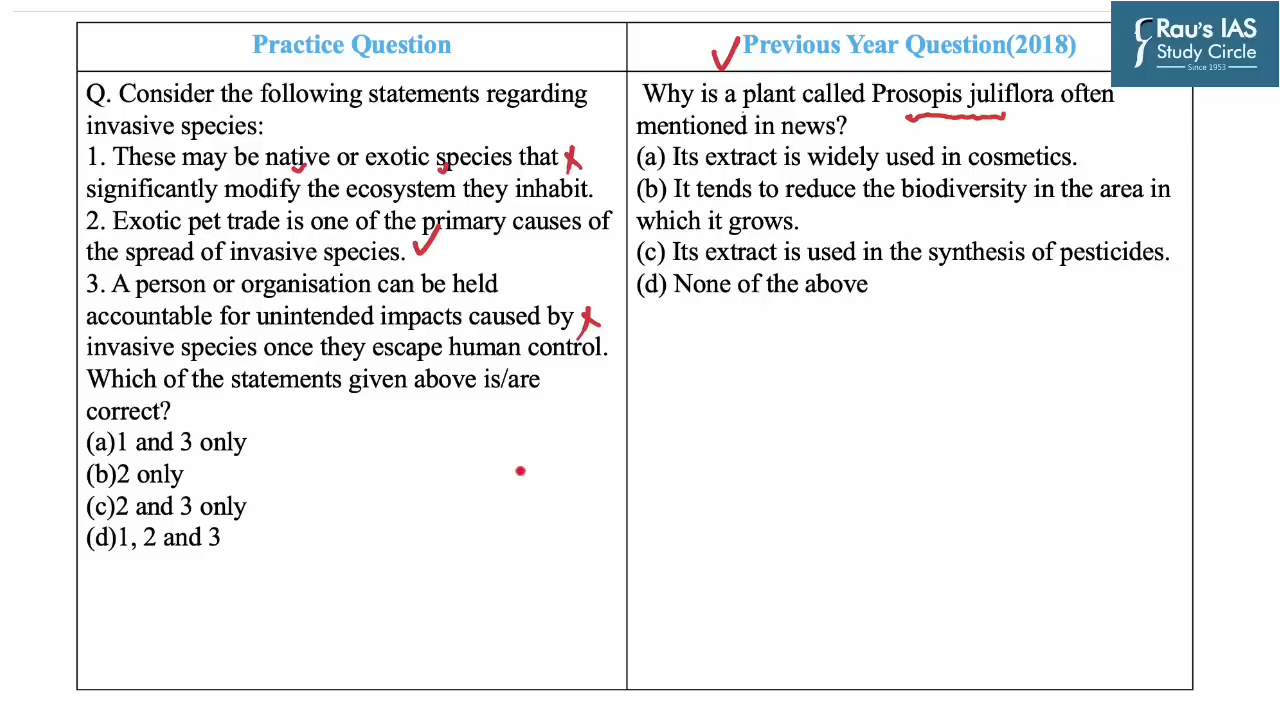 Practice Question
Q. Consider the following statements regarding
invasive species:
1. These may be native or exotic species that
significantly modify the ecosystem they inhabit.
2. Exotic pet trade is one of the primary causes of
the spread of invasive species.
3. A person or organisation can be held
accountable for unintended impacts caused by
invasive species once they escape human control.
Which of the statements given above is/are
correct?
(a)1 and 3 only
(b)2 only
(c)2 and 3 only
(d)1, 2 and 3
Previous Year Question(2018)
Why is a plant called Prosopis juliflora often
mentioned in news?
(a) Its extract is widely used in cosmetics.
(b) It tends to reduce the biodiversity in the area in
which it grows.
(c) Its extract is used in the synthesis of pesticides.
(d) None of the above
Rau's IAS
Study Circle
Since 1953